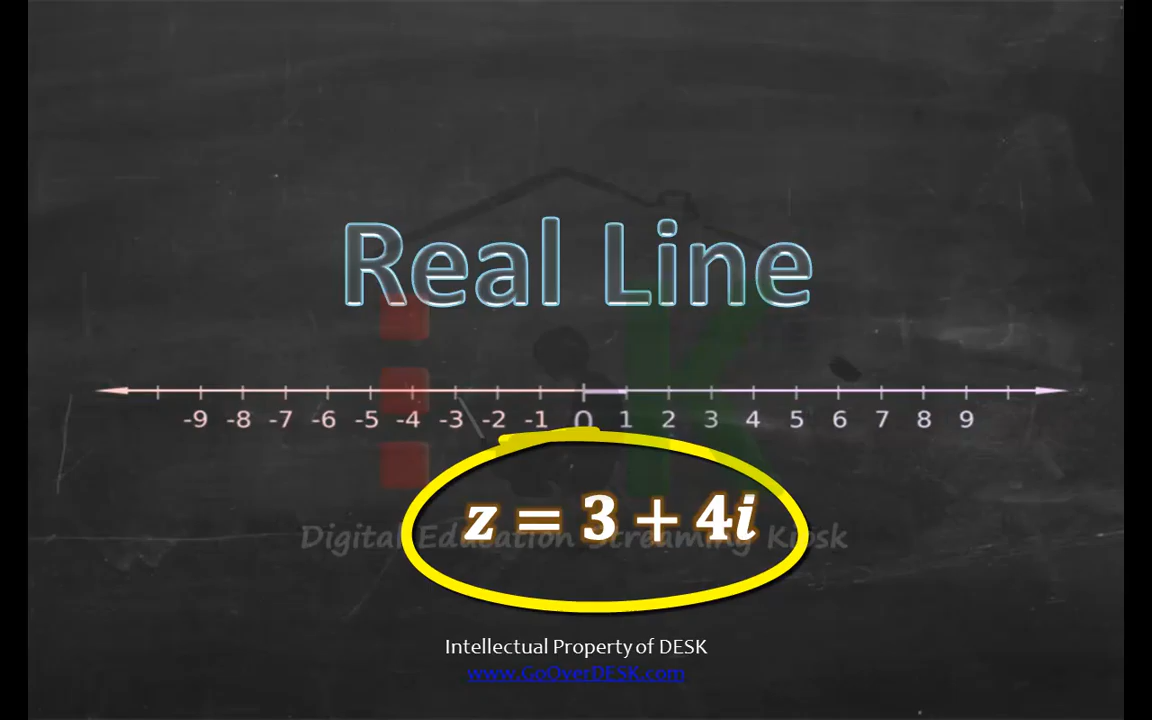 Real Line
-9 -8 -7 -6 -5 -4 -3 -2 -1 0 1 2 3 4 5 6 7 8 9
z = 3 + 4i
Digital Education Streaming Kiosk
Intellectual Property of DESK
www.GoOverDESK.com